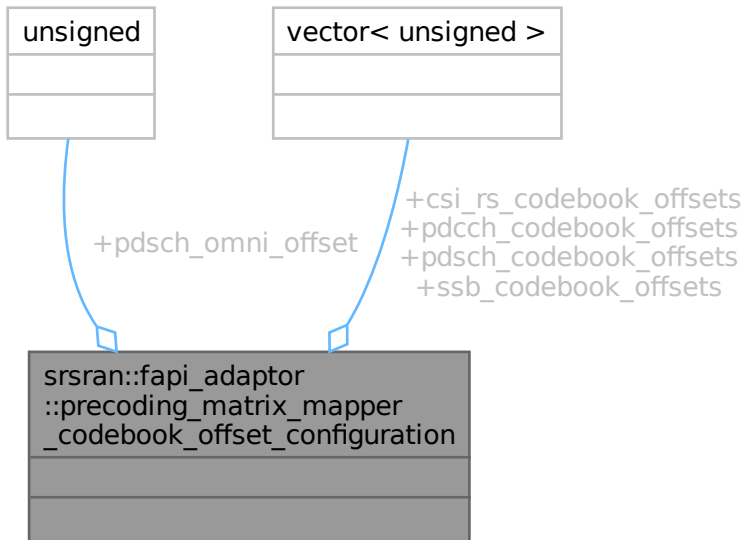 unsigned
vector< unsigned >
+csi_rs_codebook_offsets
+pdcch_codebook_offsets
+pdsch_omni_offset
+pdsch_codebook_offsets
+ssb_codebook_offsets
srsran::fapi_adaptor
::precoding_matrix_mapper
_codebook_offset_configuration